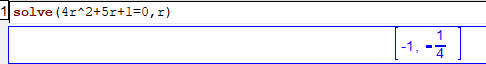 1 solve(4r^2+5r+1=0,r)
[-1, -1/4]